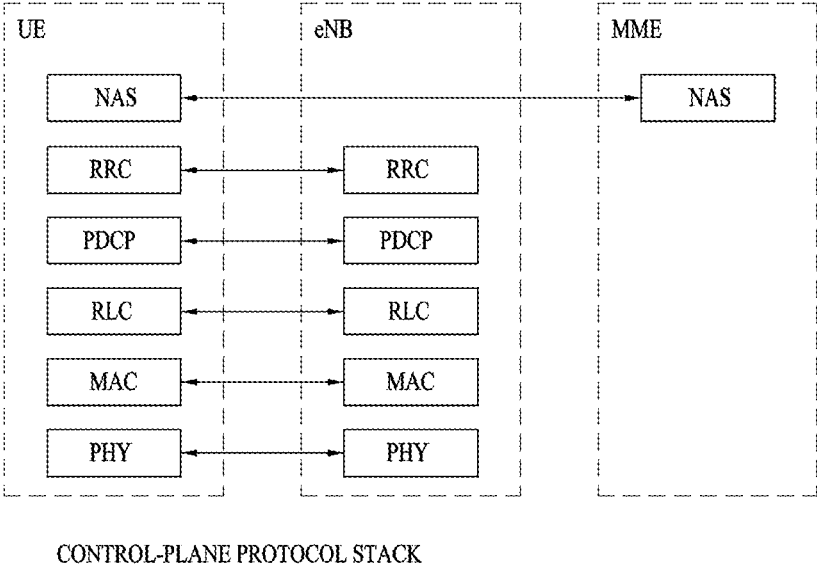 UE eNB MME
NAS NAS
RRC RRC
PDCP PDCP
RLC RLC
MAC MAC
PHY PHY
CONTROL-PLANE PROTOCOL STACK